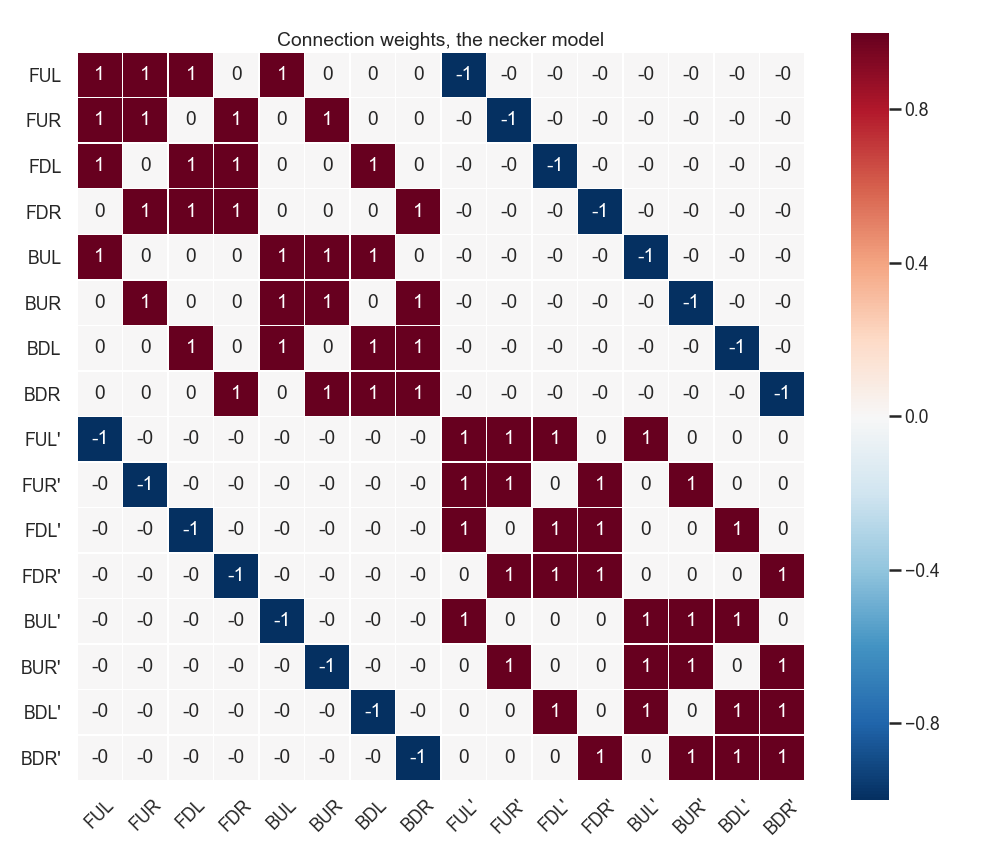 Connection weights, the necker model
FUL 1 1 1 0 1 0 0 0 -1 -0 -0 -0 -0 -0 -0 -0
FUR 1 1 0 1 0 1 0 0 -0 -1 -0 -0 -0 -0 -0 -0
0.8
FDL 1 0 1 1 0 0 1 0 -0 -0 -1 -0 -0 -0 -0 -0
FDR 0 1 1 1 0 0 0 1 -0 -0 -0 -1 -0 -0 -0 -0
BUL 1 0 0 0 1 1 1 0 -0 -0 -0 -0 -1 -0 -0 -0
0.4
BUR 0 1 0 0 1 1 0 1 -0 -0 -0 -0 -0 -1 -0 -0
BDL 0 0 1 0 1 0 1 1 -0 -0 -0 -0 -0 -0 -1 -0
BDR 0 0 0 1 0 1 1 1 -0 -0 -0 -0 -0 -0 -0 -1
0.0
FUL' -1 -0 -0 -0 -0 -0 -0 -0 1 1 1 0 1 0 0 0
FUR' -0 -1 -0 -0 -0 -0 -0 -0 1 1 0 1 0 1 0 0
FDL' -0 -0 -1 -0 -0 -0 -0 -0 1 0 1 1 0 0 1 0
−0.4
FDR' -0 -0 -0 -1 -0 -0 -0 -0 0 1 1 1 0 0 0 1
BUL' -0 -0 -0 -0 -1 -0 -0 -0 1 0 0 0 1 1 1 0
BUR' -0 -0 -0 -0 -0 -1 -0 -0 0 1 0 0 1 1 0 1
BDL' -0 -0 -0 -0 -0 -0 -1 -0 0 0 1 0 1 0 1 1
−0.8
BDR' -0 -0 -0 -0 -0 -0 -0 -1 0 0 0 1 0 1 1 1
FUL FUR FDL FDR BUL BUR BDL BDR FUL' FUR' FDL' FDR' BUL' BUR' BDL' BDR'